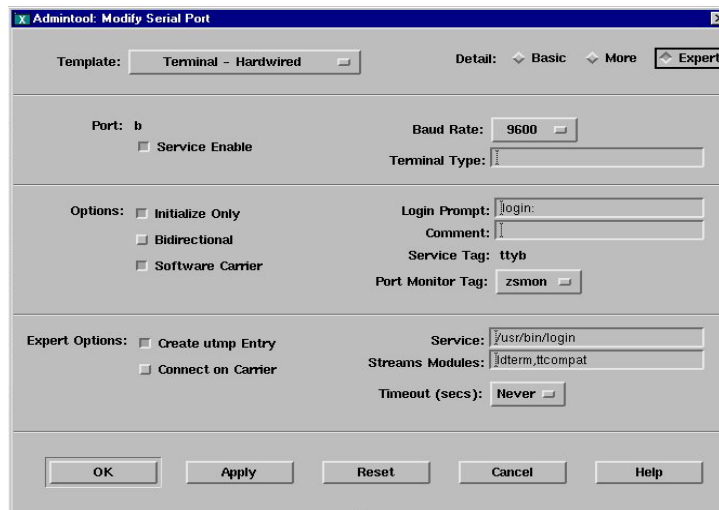 Admintool: Modify Serial Port
Template: Terminal - Hardwired Detail: Basic More Expert
Port: b Baud Rate: 9600
Service Enable Terminal Type:
Options: Initialize Only Login Prompt: login:
Bidirectional Comment:
Software Carrier Service Tag: ttyb
Port Monitor Tag: zsmon
Expert Options: Create utmp Entry Service: /usr/bin/login
Connect on Carrier Streams Modules: ldterm,ttcompat
Timeout (secs): Never
OK Apply Reset Cancel Help